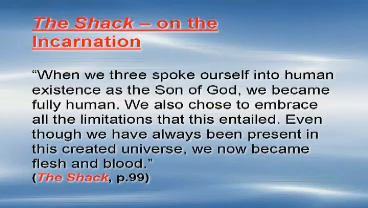 The Shack – on the
Incarnation
“When we three spoke ourself into human
existence as the Son of God, we became
fully human. We also chose to embrace
all the limitations that this entailed. Even
though we have always been present in
this created universe, we now became
flesh and blood.”
(The Shack, p.99)